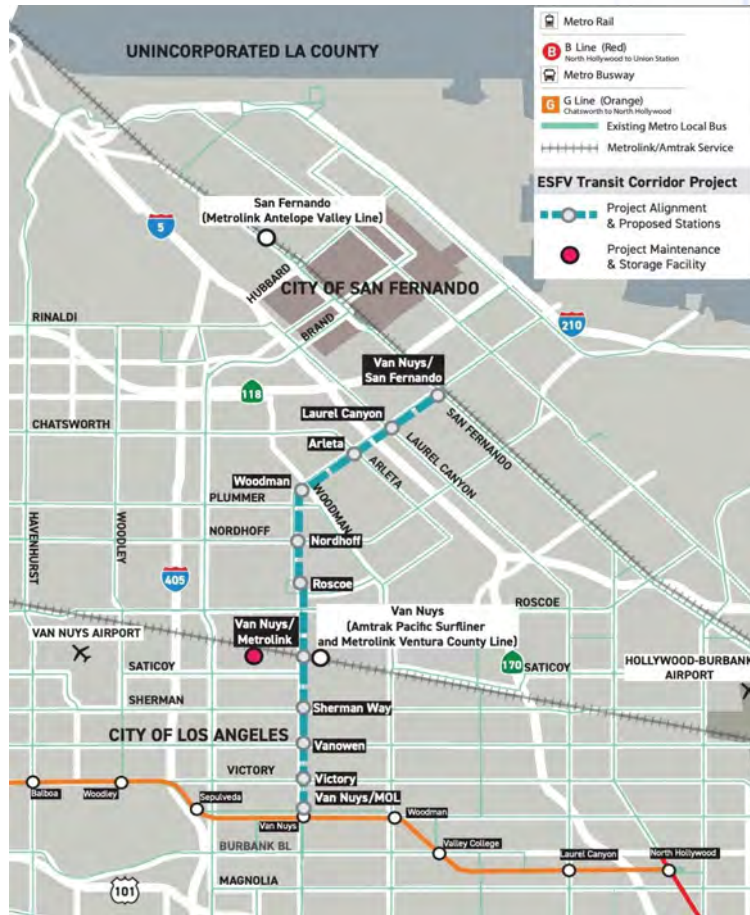 Metro Rail
B
B Line (Red)
North Hollywood to Union Station
Metro Busway
G
G Line (Orange)
Chatsworth to North Hollywood
Existing Metro Local Bus
Metrolink/Amtrak Service
ESFV Transit Corridor Project
Project Alignment
& Proposed Stations
Project Maintenance
& Storage Facility
UNINCORPORATED LA COUNTY
San Fernando
(Metrolink Antelope Valley Line)
5
HUBBARD
CITY OF SAN FERNANDO
RINALDI
BRAND
210
Van Nuys/
San Fernando
118
Laurel Canyon
CHATSWORTH
SAN FERNANDO
LAUREL CANYON
Arleta
ARLETA
Woodman
WOODMAN
PLUMMER
HAVENHURST
WOODLEY
NORDHOFF
Nordhoff
405
Roscoe
ROSCOE
Van Nuys/
Metrolink
Van Nuys
(Amtrak Pacific Surfliner
and Metrolink Ventura County Line)
VAN NUYS AIRPORT
170
HOLLYWOOD-BURBANK
AIRPORT
SATICOY
SATICOY
SHERMAN
Sherman Way
CITY OF LOS ANGELES
Vanowen
VICTORY
Victory
Van Nuys/MOL
Balboa
Woodley
Sepulveda
Van Nuys
Woodman
BURBANK BL
Valley College
Laurel Canyon
North Hollywood
101
MAGNOLIA